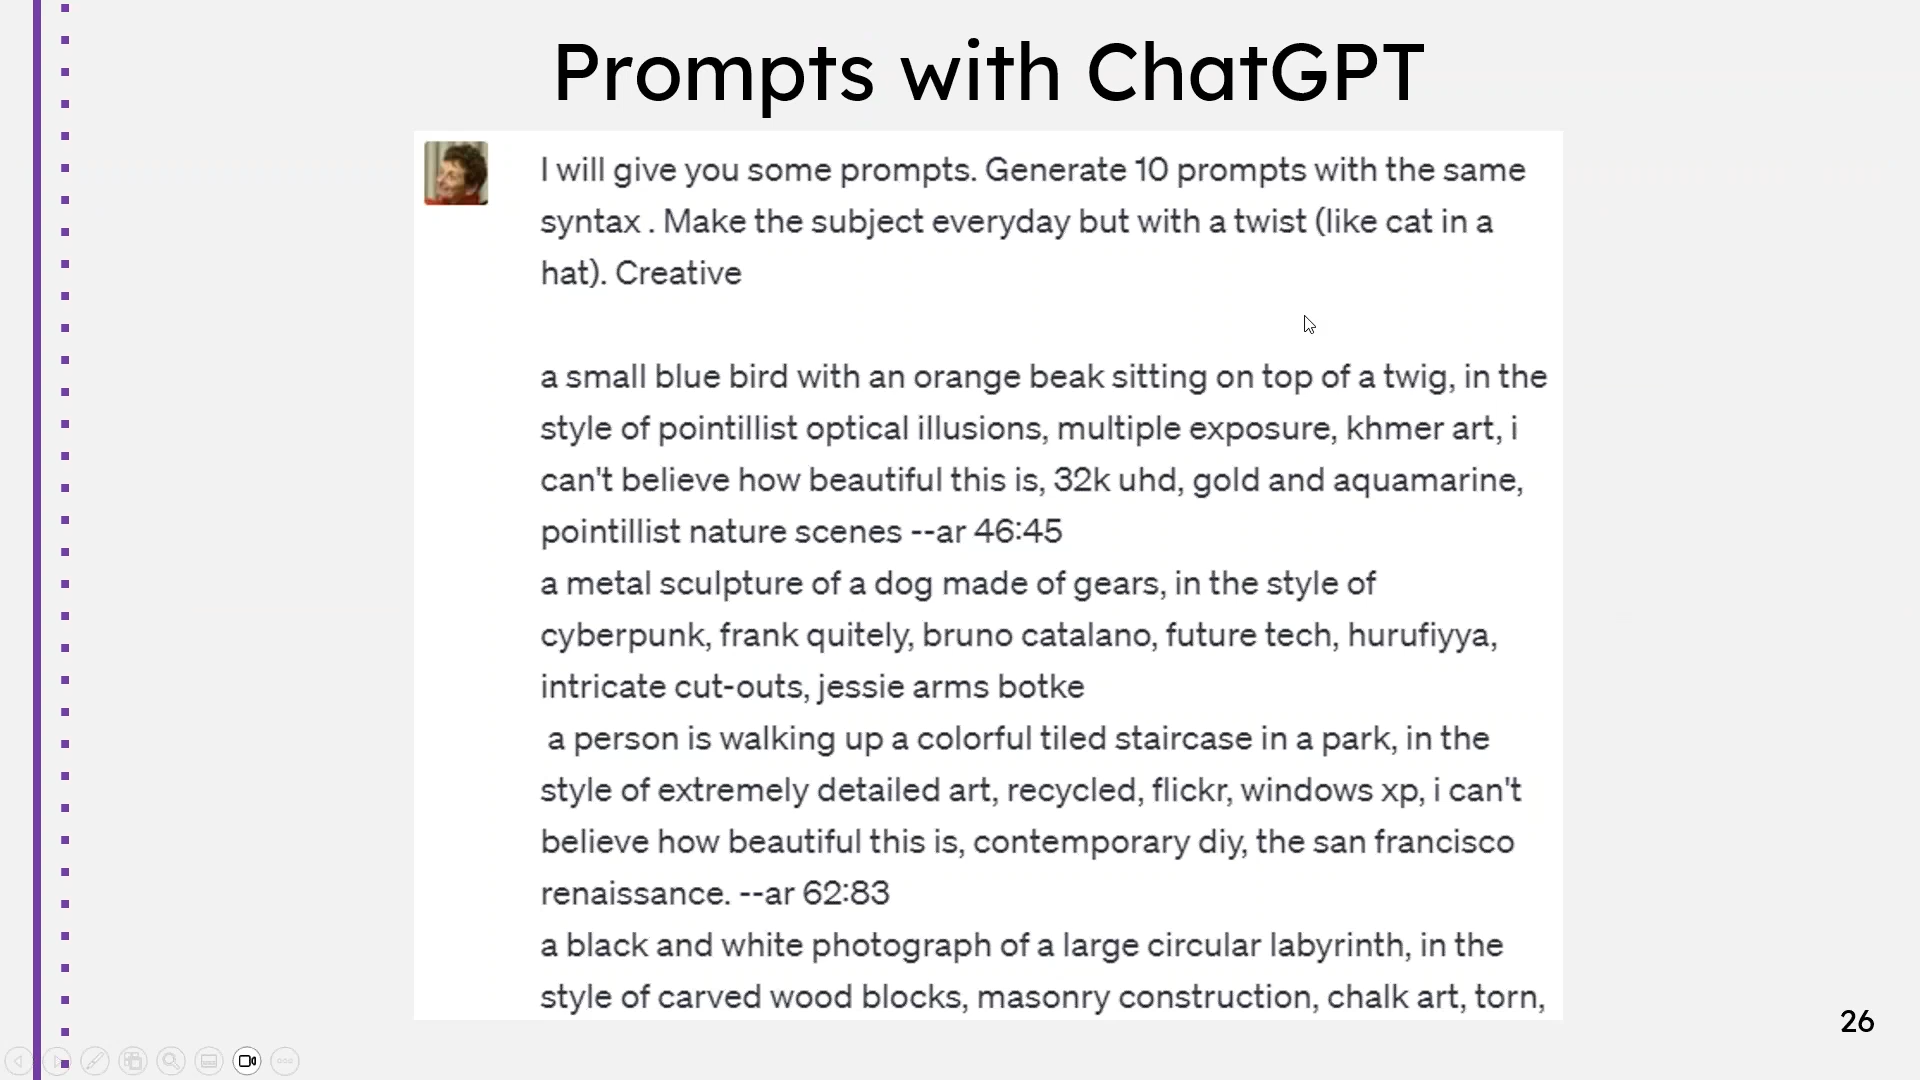 Prompts with ChatGPT
I will give you some prompts. Generate 10 prompts with the same
syntax . Make the subject everyday but with a twist (like cat in a
hat). Creative
a small blue bird with an orange beak sitting on top of a twig, in the
style of pointillist optical illusions, multiple exposure, khmer art, i
can't believe how beautiful this is, 32k uhd, gold and aquamarine,
pointillist nature scenes --ar 46:45
a metal sculpture of a dog made of gears, in the style of
cyberpunk, frank quitely, bruno catalano, future tech, hurufiyya,
intricate cut-outs, jessie arms botke
a person is walking up a colorful tiled staircase in a park, in the
style of extremely detailed art, recycled, flickr, windows xp, i can't
believe how beautiful this is, contemporary diy, the san francisco
renaissance. --ar 62:83
a black and white photograph of a large circular labyrinth, in the
style of carved wood blocks, masonry construction, chalk art, torn,
26